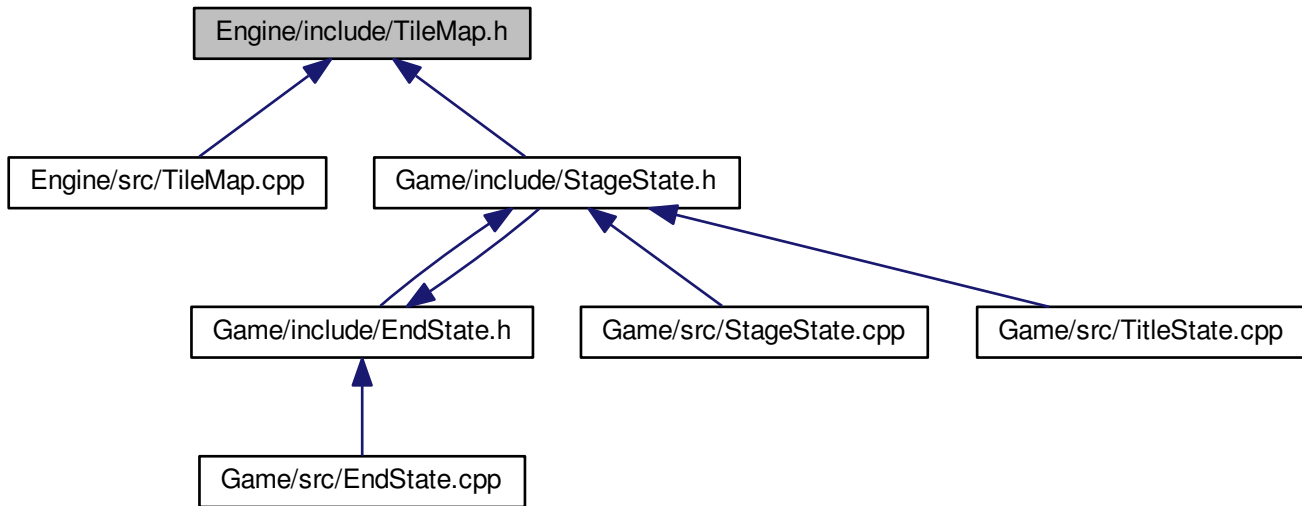 Engine/include/TileMap.h
Engine/src/TileMap.cpp
Game/include/StageState.h
Game/include/EndState.h
Game/src/StageState.cpp
Game/src/TitleState.cpp
Game/src/EndState.cpp